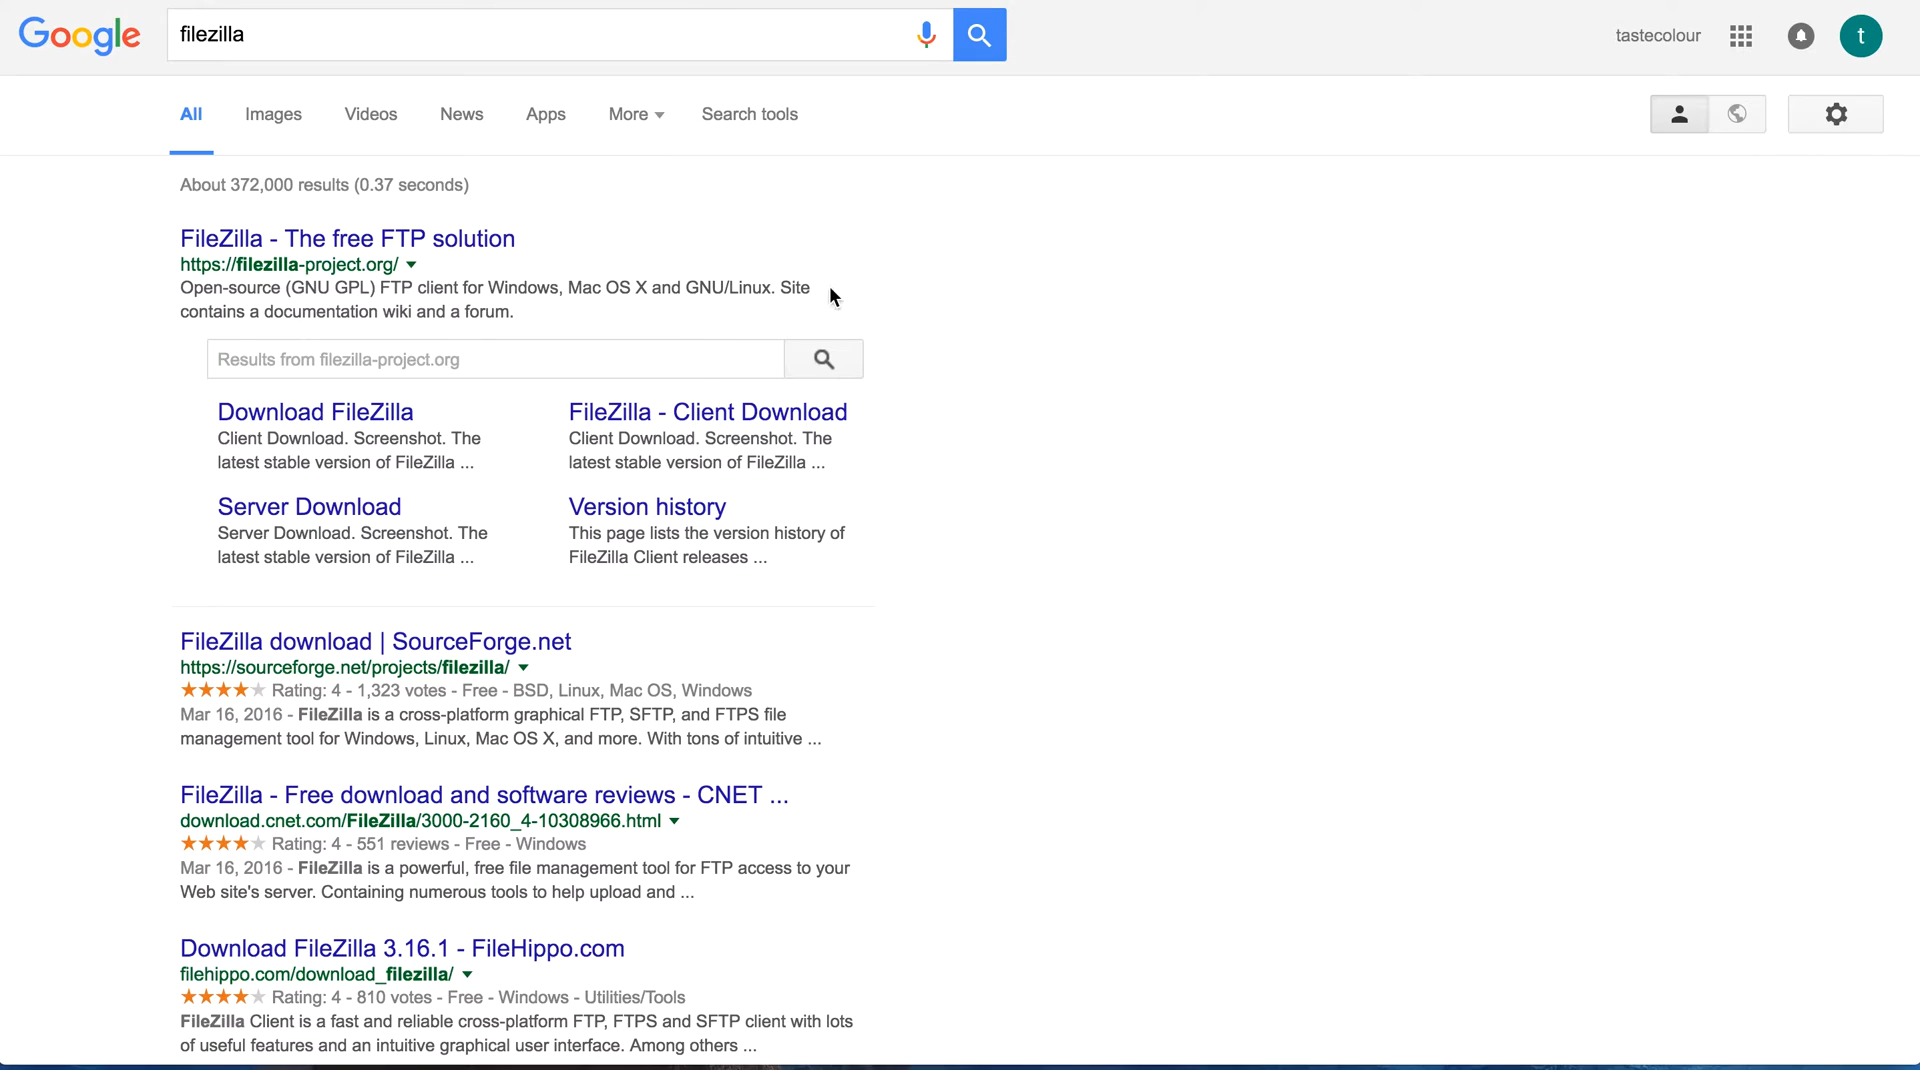 Google
filezilla
tastecolour
t
All Images Videos News Apps More Search tools
About 372,000 results (0.37 seconds)
FileZilla - The free FTP solution
https://filezilla-project.org/
Open-source (GNU GPL) FTP client for Windows, Mac OS X and GNU/Linux. Site
contains a documentation wiki and a forum.
Results from filezilla-project.org
Download FileZilla
Client Download. Screenshot. The
latest stable version of FileZilla ...
FileZilla - Client Download
Client Download. Screenshot. The
latest stable version of FileZilla ...
Server Download
Server Download. Screenshot. The
latest stable version of FileZilla ...
Version history
This page lists the version history of
FileZilla Client releases ...
FileZilla download | SourceForge.net
https://sourceforge.net/projects/filezilla/
Rating: 4 - 1,323 votes - Free - BSD, Linux, Mac OS, Windows
Mar 16, 2016 - FileZilla is a cross-platform graphical FTP, SFTP, and FTPS file
management tool for Windows, Linux, Mac OS X, and more. With tons of intuitive ...
FileZilla - Free download and software reviews - CNET ...
download.cnet.com/FileZilla/3000-2160_4-10308966.html
Rating: 4 - 551 reviews - Free - Windows
Mar 16, 2016 - FileZilla is a powerful, free file management tool for FTP access to your
Web site's server. Containing numerous tools to help upload and ...
Download FileZilla 3.16.1 - FileHippo.com
filehippo.com/download_filezilla/
Rating: 4 - 810 votes - Free - Windows - Utilities/Tools
FileZilla Client is a fast and reliable cross-platform FTP, FTPS and SFTP client with lots
of useful features and an intuitive graphical user interface. Among others ...